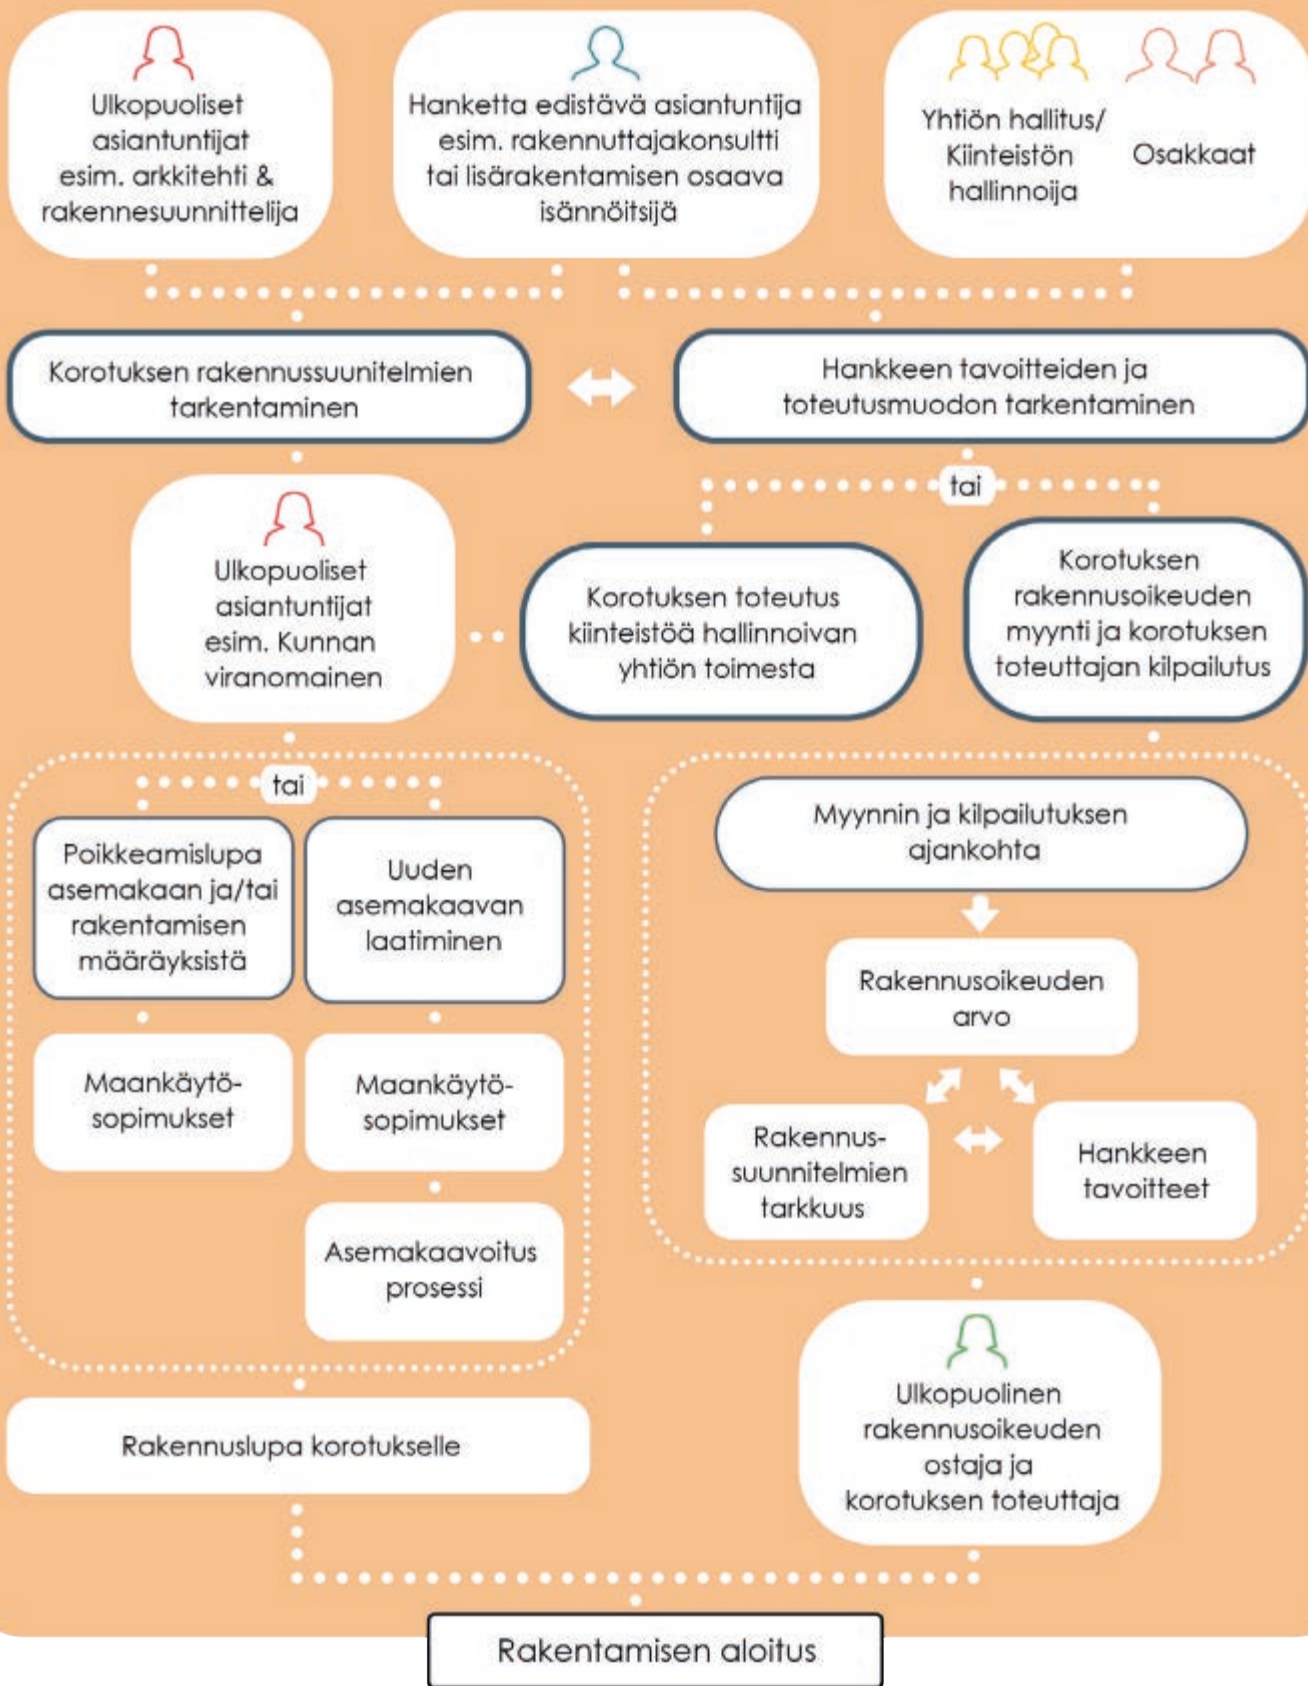 Ulkopuoliset
asiantuntijat
esim. arkkitehti &
rakennesuunnittelija
Hanketta edistävä asiantuntija
esim. rakennuttajakonsultti
tai lisärakentamisen osaava
isännöitsijä
Yhtiön hallitus/
Kiinteistön
hallinnoija
Osakkaat
Korotuksen rakennussuunitelmien
tarkentaminen
Hankkeen tavoitteiden ja
toteutusmuodon tarkentaminen
tai
Ulkopuoliset
asiantuntijat
esim. Kunnan
viranomainen
Korotuksen toteutus
kiinteistöä hallinnoivan
yhtiön toimesta
Korotuksen
rakennusoikeuden
myynti ja korotuksen
toteuttajan kilpailutus
tai
Poikkeamislupa
asemakaan ja/tai
rakentamisen
määräyksistä
Uuden
asemakaavan
laatiminen
Maankäytö-
sopimukset
Maankäytö-
sopimukset
Asemakaavoitus
prosessi
Rakennuslupa korotukselle
Myynnin ja kilpailutuksen
ajankohta
Rakennusoikeuden
arvo
Rakennus-
suunnitelmien
tarkkuus
Hankkeen
tavoitteet
Ulkopuolinen
rakennusoikeuden
ostaja ja
korotuksen toteuttaja
Rakentamisen aloitus